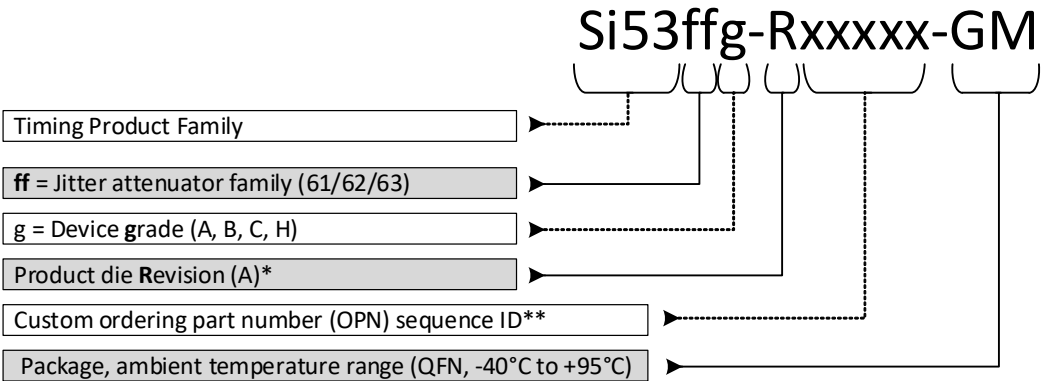 Si53ffg-Rxxxxx-GM
Timing Product Family
ff = Jitter attenuator family (61/62/63)
g = Device grade (A, B, C, H)
Product die Revision (A)*
Custom ordering part number (OPN) sequence ID**
Package, ambient temperature range (QFN, -40°C to +95°C)